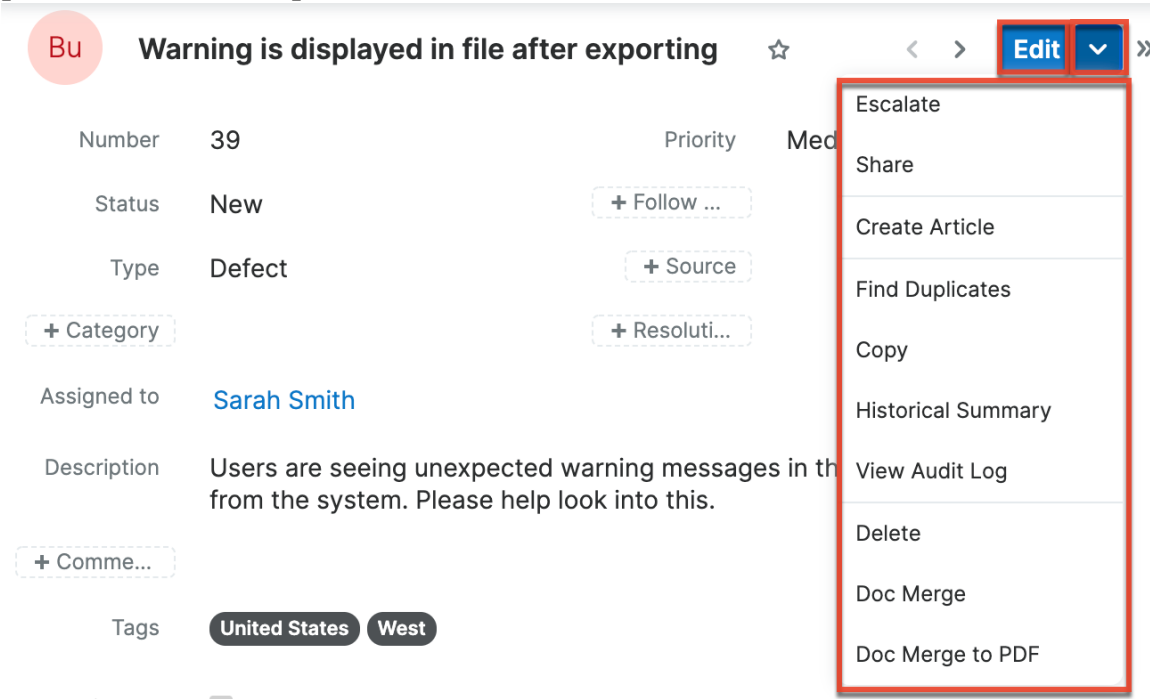 Bu Warning is displayed in file after exporting Edit
Escalate
Share
Create Article
Find Duplicates
Copy
Historical Summary
View Audit Log
Delete
Doc Merge
Doc Merge to PDF
Number 39 Priority Med
Status New + Follow ...
Type Defect + Source
+ Category + Resoluti...
Assigned to Sarah Smith
Description Users are seeing unexpected warning messages in th
from the system. Please help look into this.
+ Comme...
Tags United States West